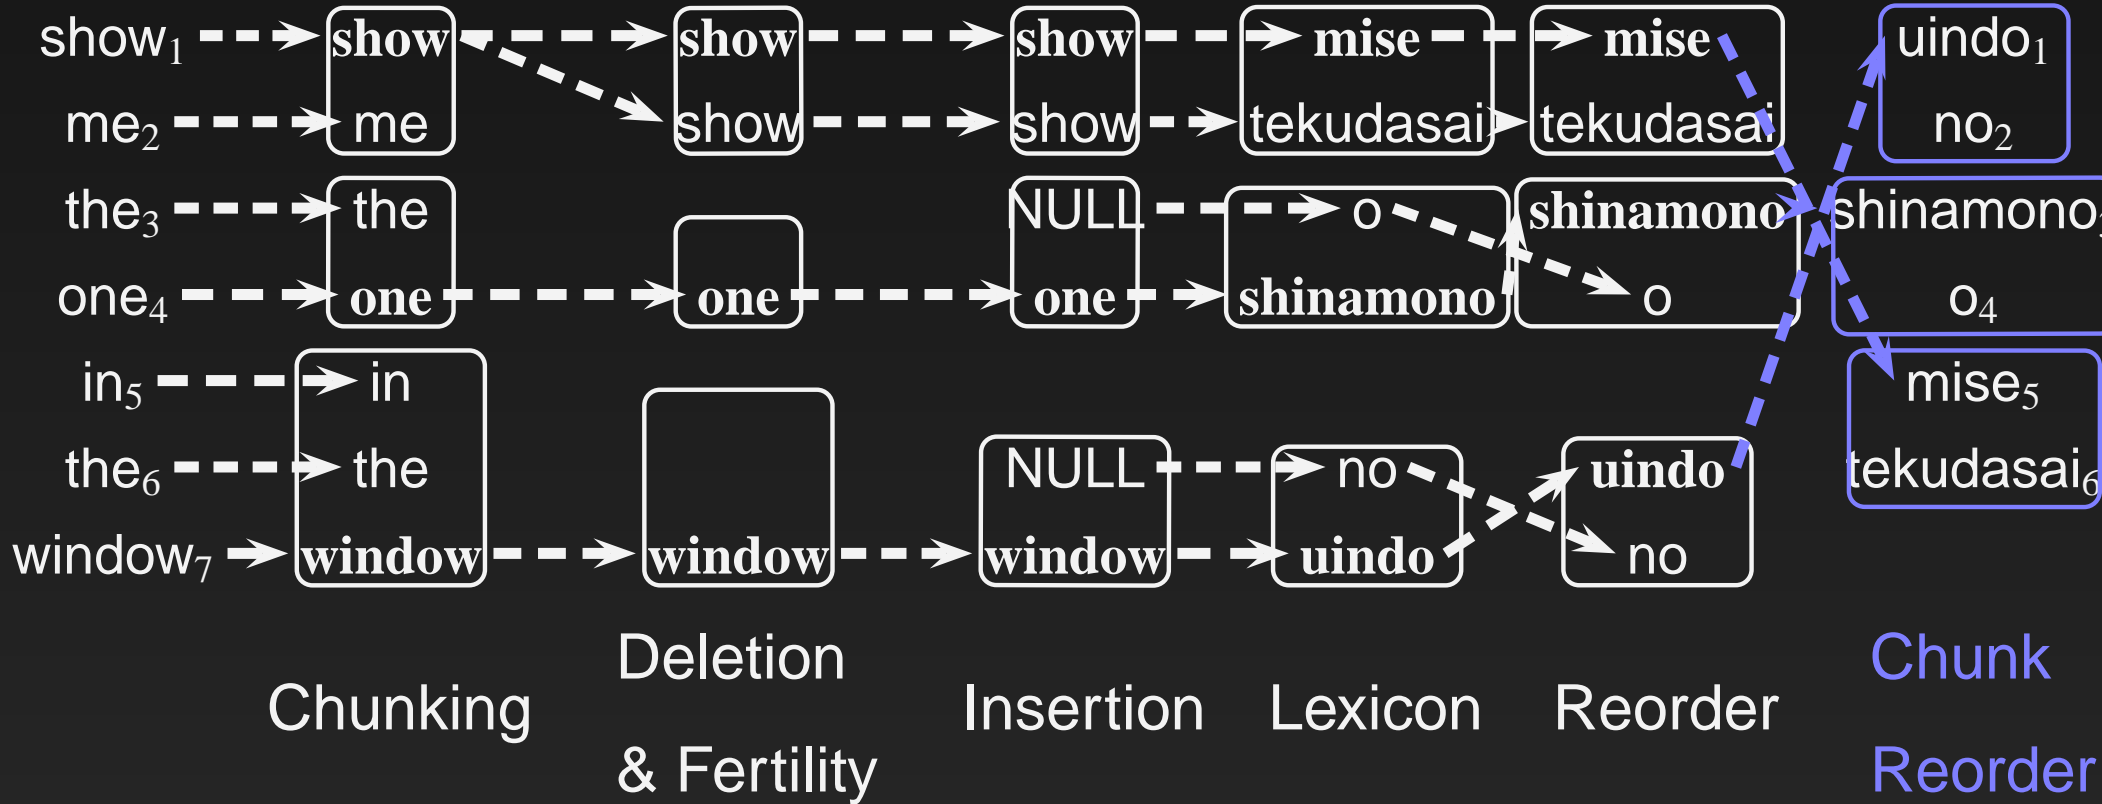 show₁ show show show mise mise uindo₁
me₂ me show show tekudasai tekudasai no₂
the₃ the NULL o shinamono shinamono₃
one₄ one one one shinamono o o₄
in₅ in mise₅
the₆ the NULL no uindo tekudasai₆
window₇ window window window uindo no
Deletion Chunk
Chunking Insertion Lexicon Reorder
& Fertility Reorder